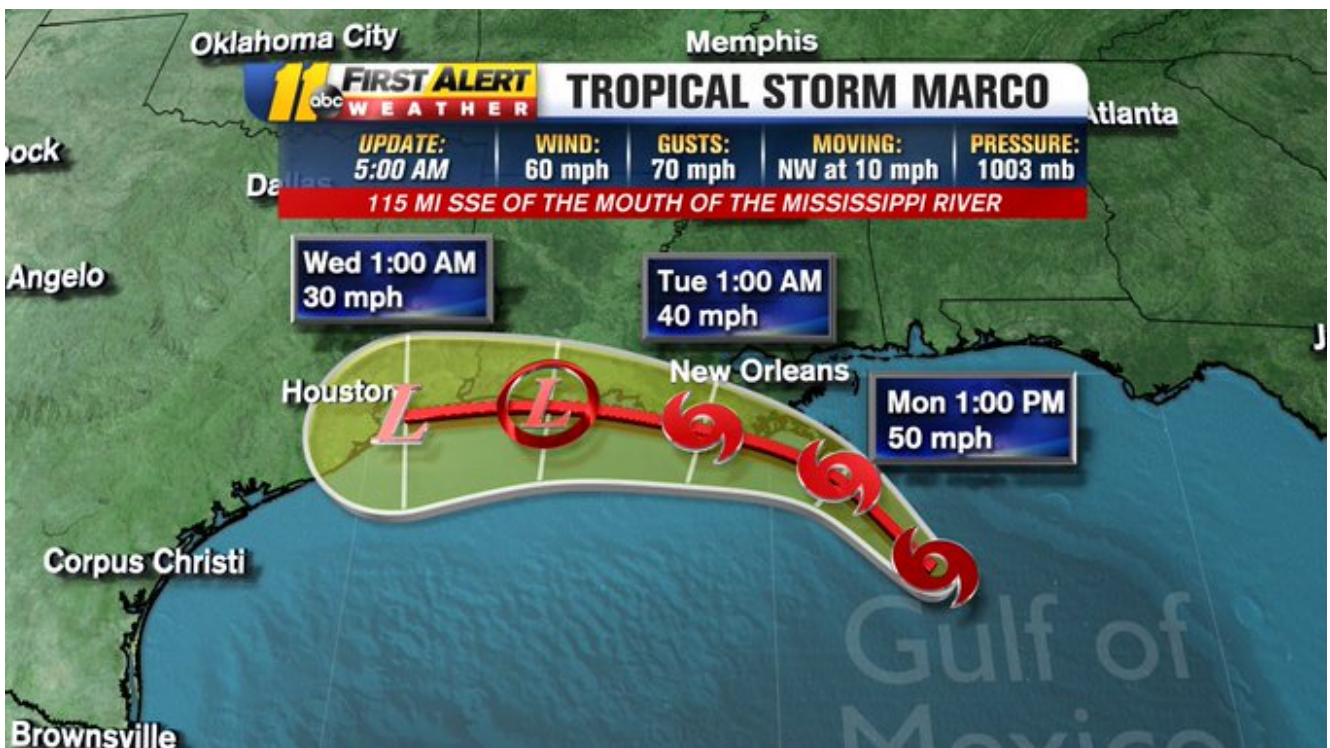 Oklahoma City
Memphis
11 abc FIRST ALERT WEATHER
TROPICAL STORM MARCO
Atlanta
ock
UPDATE: 5:00 AM
WIND: 60 mph
GUSTS: 70 mph
MOVING: NW at 10 mph
PRESSURE: 1003 mb
Dallas
115 MI SSE OF THE MOUTH OF THE MISSISSIPPI RIVER
Angelo
Wed 1:00 AM
30 mph
Tue 1:00 AM
40 mph
J
Houston
New Orleans
Mon 1:00 PM
50 mph
L
L
Corpus Christi
Gulf of
Mexico
Brownsville